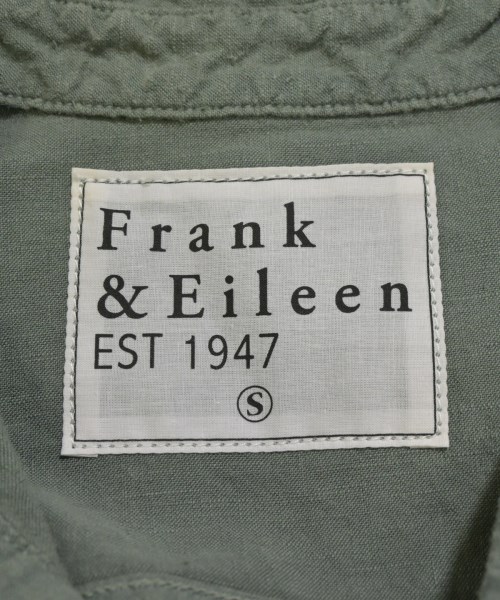 Frank
& Eileen
EST 1947
S